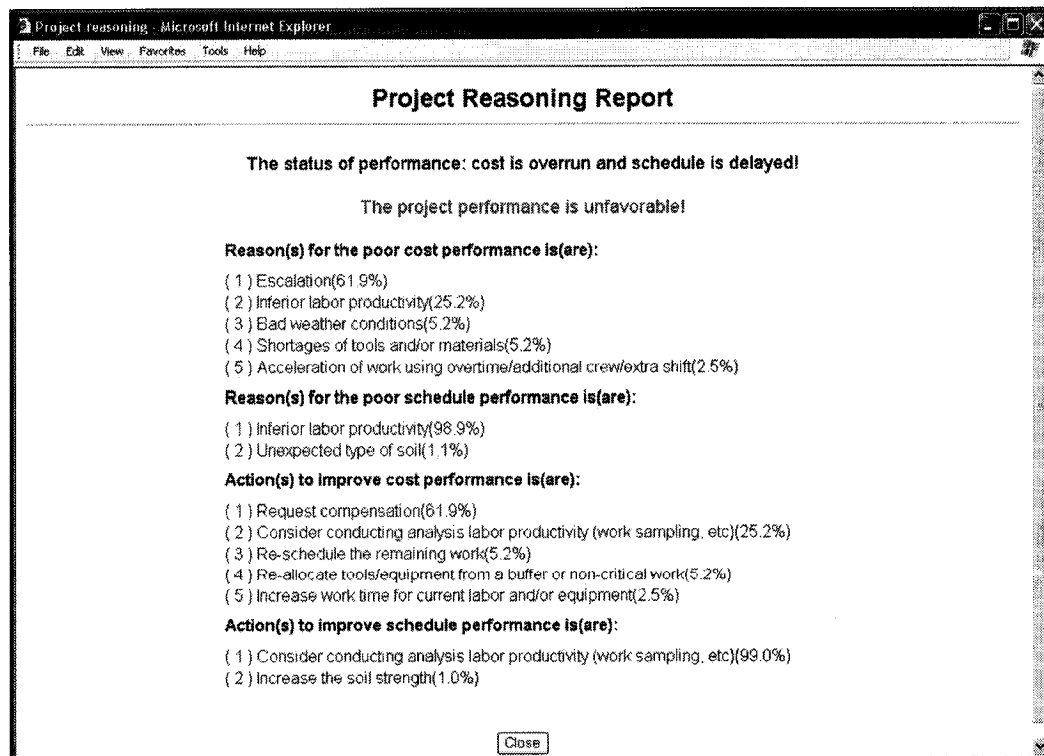 Project reasoning - Microsoft Internet Explorer
File Edit View Favorites Tools Help
Project Reasoning Report
The status of performance: cost is overrun and schedule is delayed!
The project performance is unfavorable!
Reason(s) for the poor cost performance is(are):
( 1 ) Escalation(61.9%)
( 2 ) Inferior labor productivity(25.2%)
( 3 ) Bad weather conditions(5.2%)
( 4 ) Shortages of tools and/or materials(5.2%)
( 5 ) Acceleration of work using overtime/additional crew/extra shift(2.5%)
Reason(s) for the poor schedule performance is(are):
( 1 ) Inferior labor productivity(98.9%)
( 2 ) Unexpected type of soil(1.1%)
Action(s) to improve cost performance is(are):
( 1 ) Request compensation(61.9%)
( 2 ) Consider conducting analysis labor productivity (work sampling, etc)(25.2%)
( 3 ) Re-schedule the remaining work(5.2%)
( 4 ) Re-allocate tools/equipment from a buffer or non-critical work(5.2%)
( 5 ) Increase work time for current labor and/or equipment(2.5%)
Action(s) to improve schedule performance is(are):
( 1 ) Consider conducting analysis labor productivity (work sampling, etc)(99.0%)
( 2 ) Increase the soil strength(1.0%)
Close